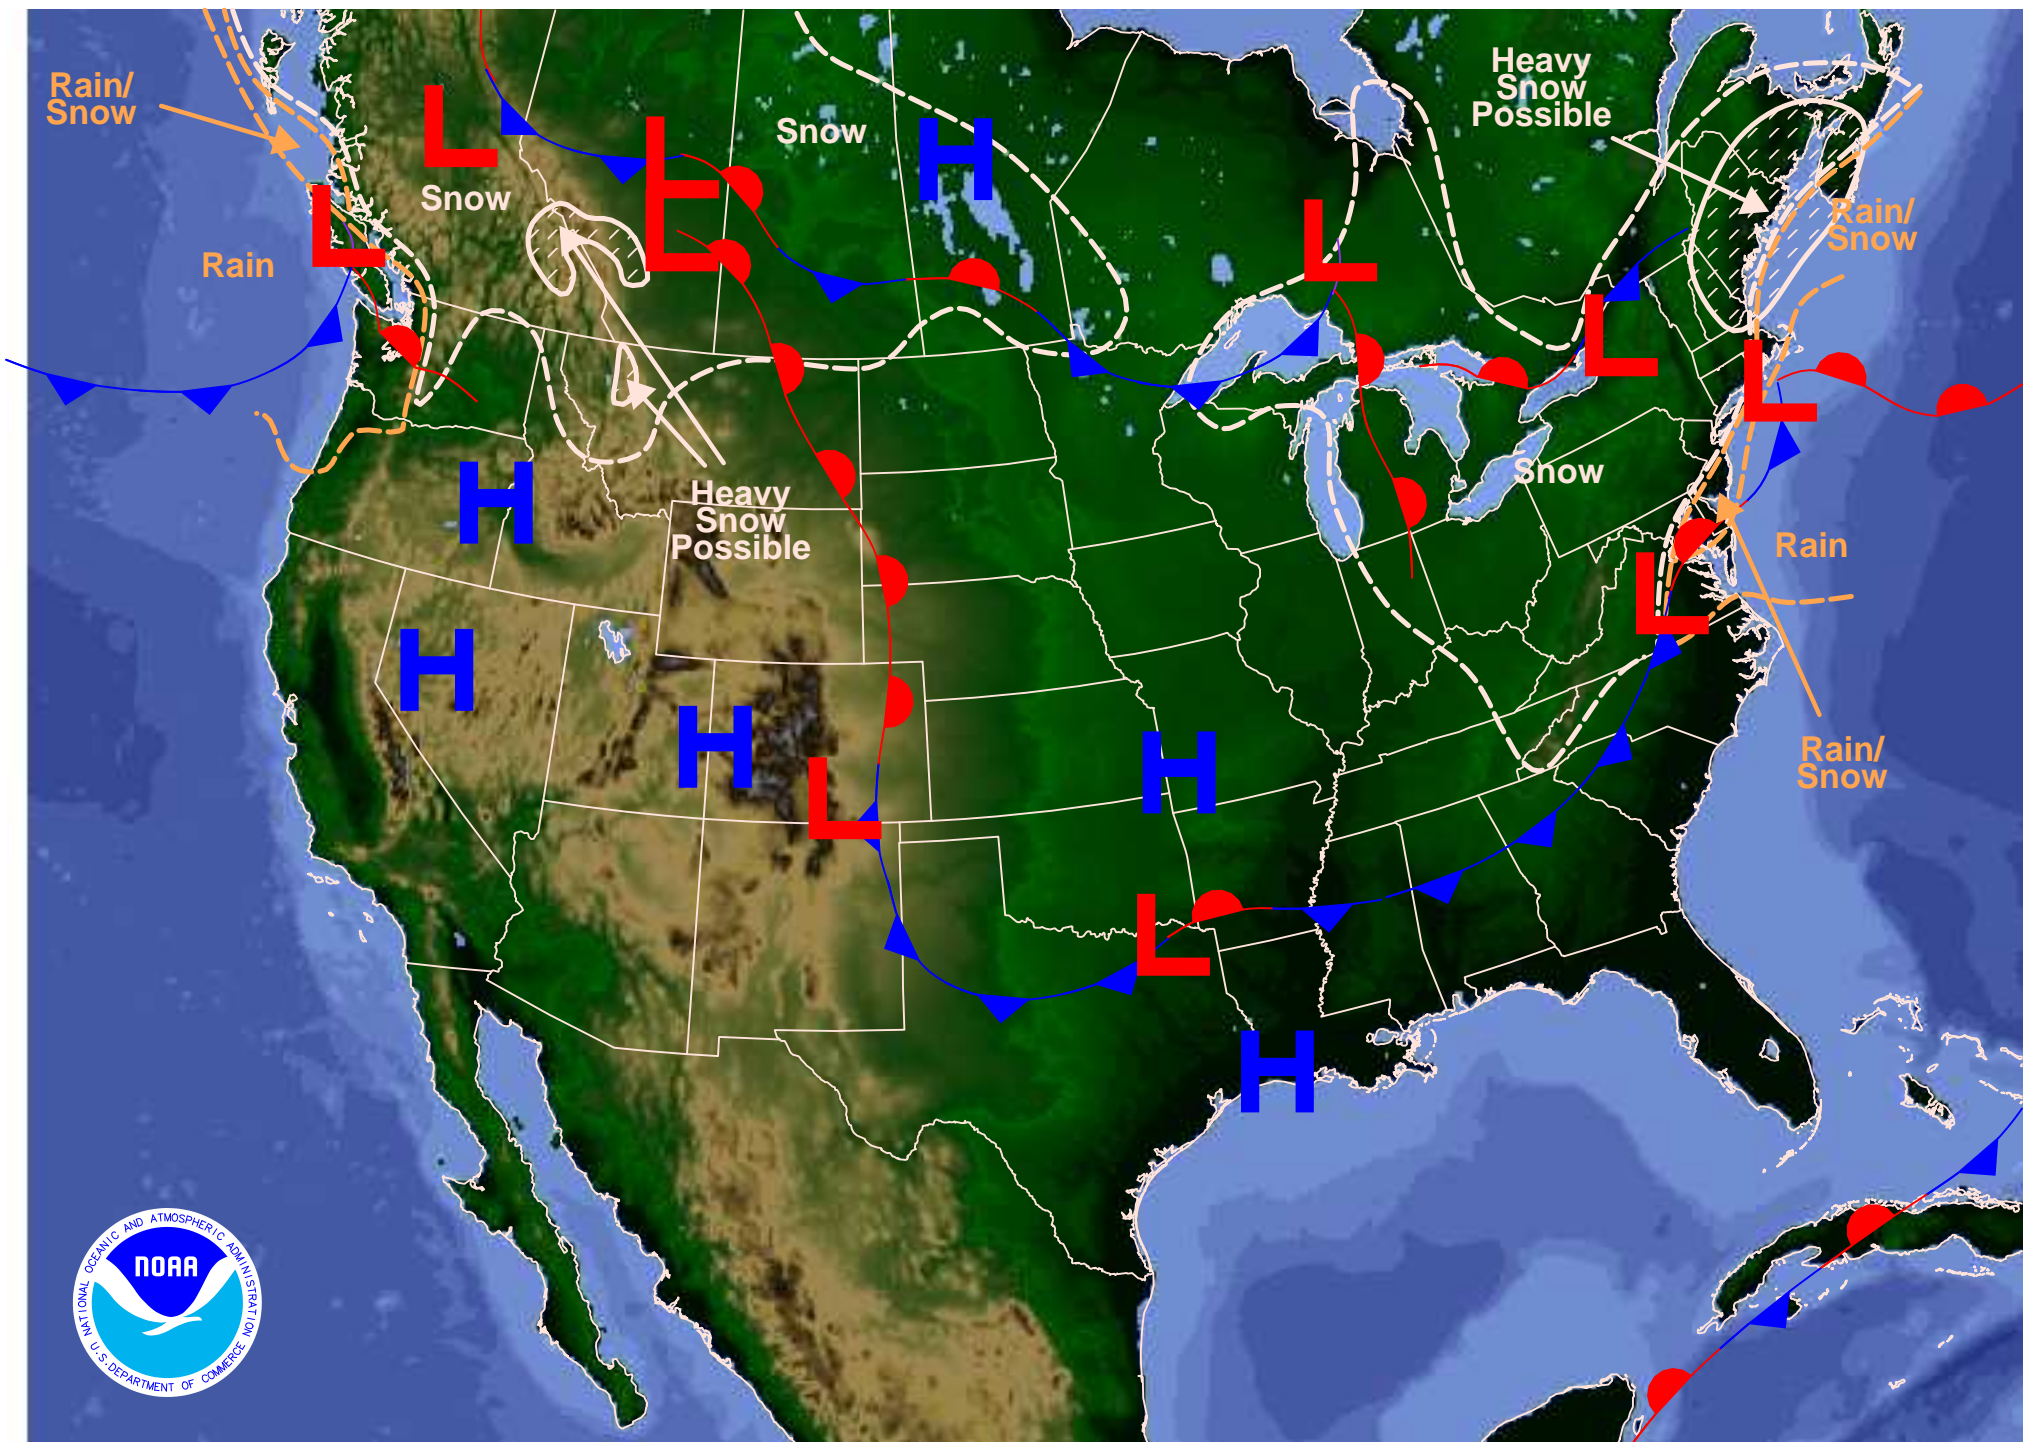 Heavy
Snow
Possible
Rain/
Snow
L
Snow
H
L
L
Snow
L
L
Rain/
Snow
Rain
L
L
H
Snow
Heavy
Snow
Possible
Rain
L
H
H
H
L
Rain/
Snow
L
H
NATIONAL OCEANIC AND ATMOSPHERIC ADMINISTRATION
NOAA
U.S. DEPARTMENT OF COMMERCE